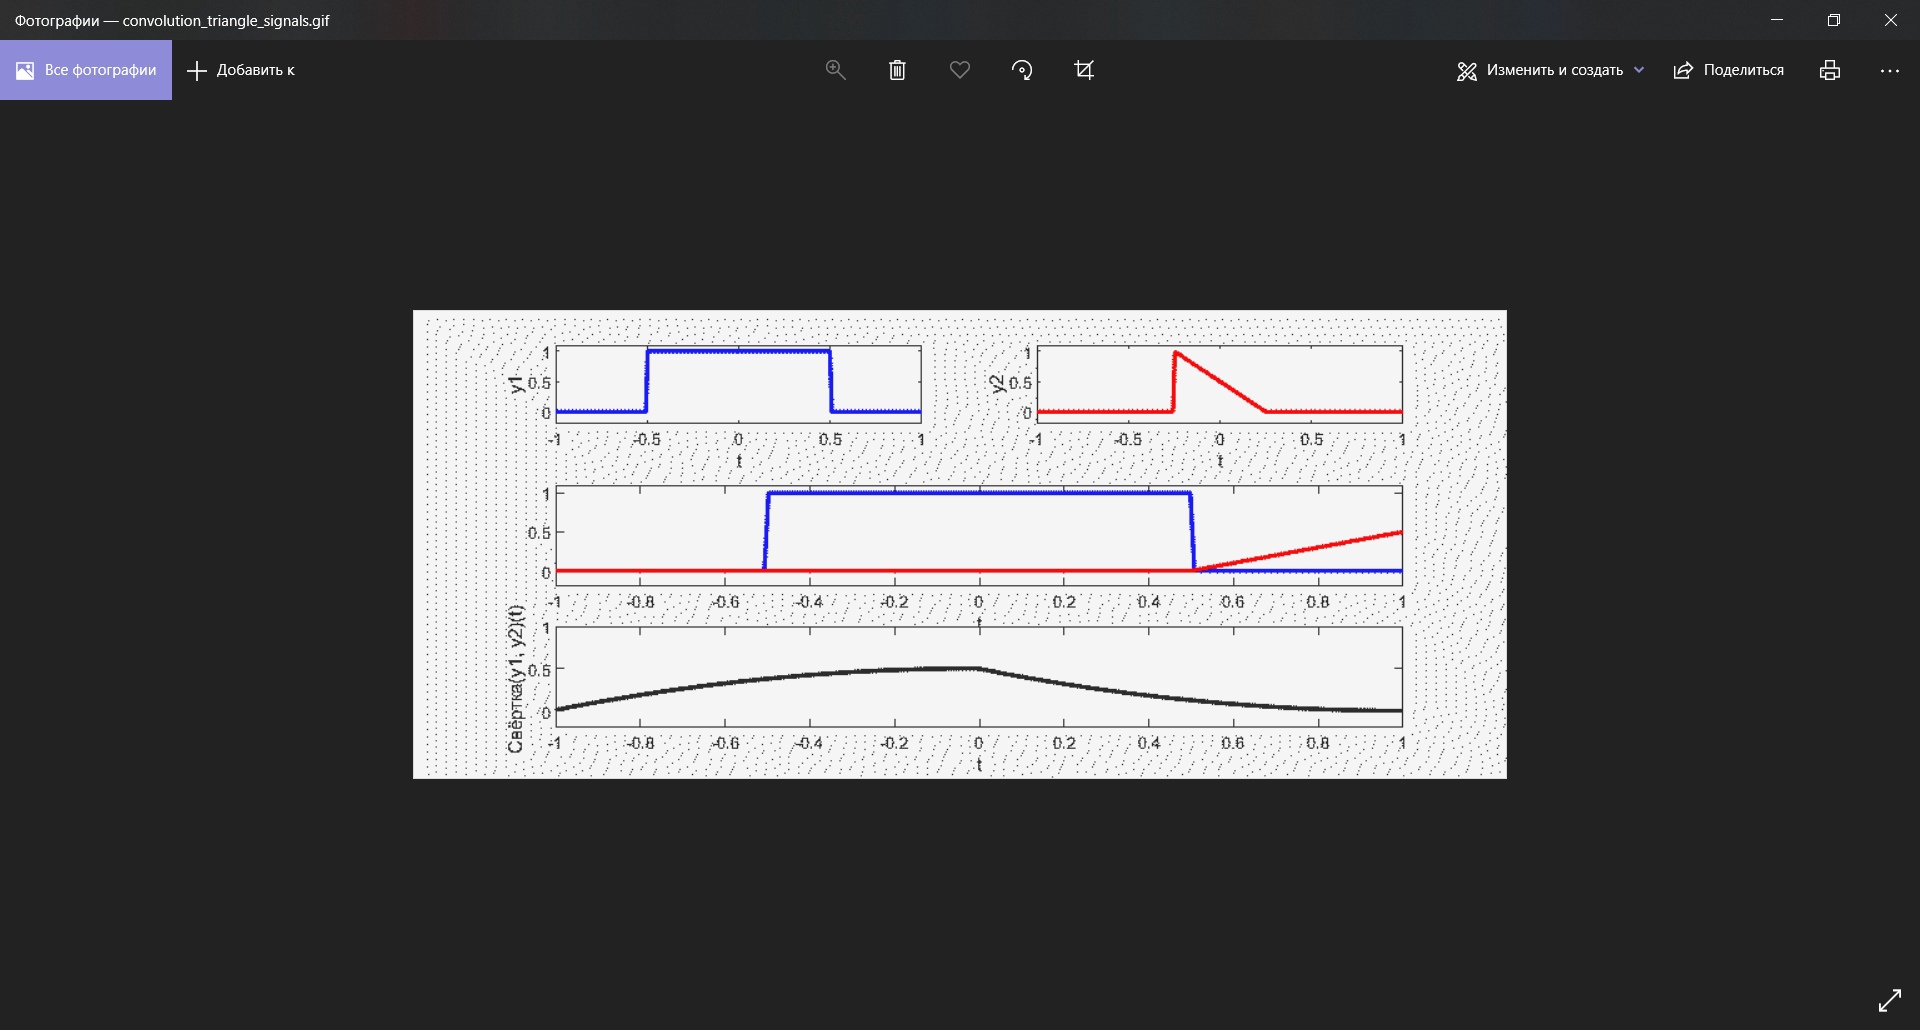 Фотографии — convolution_triangle_signals.gif
Все фотографии
Добавить к
Изменить и создать
Поделиться
y1
1
0.5
0
-1 -0.5 0 0.5 1
t
y2
1
0.5
0
-1 -0.5 0 0.5 1
t
1
0.5
0
-1 -0.8 -0.6 -0.4 -0.2 0 0.2 0.4 0.6 0.8 1
t
Свёртка(y1, y2)(t)
1
0.5
0
-1 -0.8 -0.6 -0.4 -0.2 0 0.2 0.4 0.6 0.8 1
t